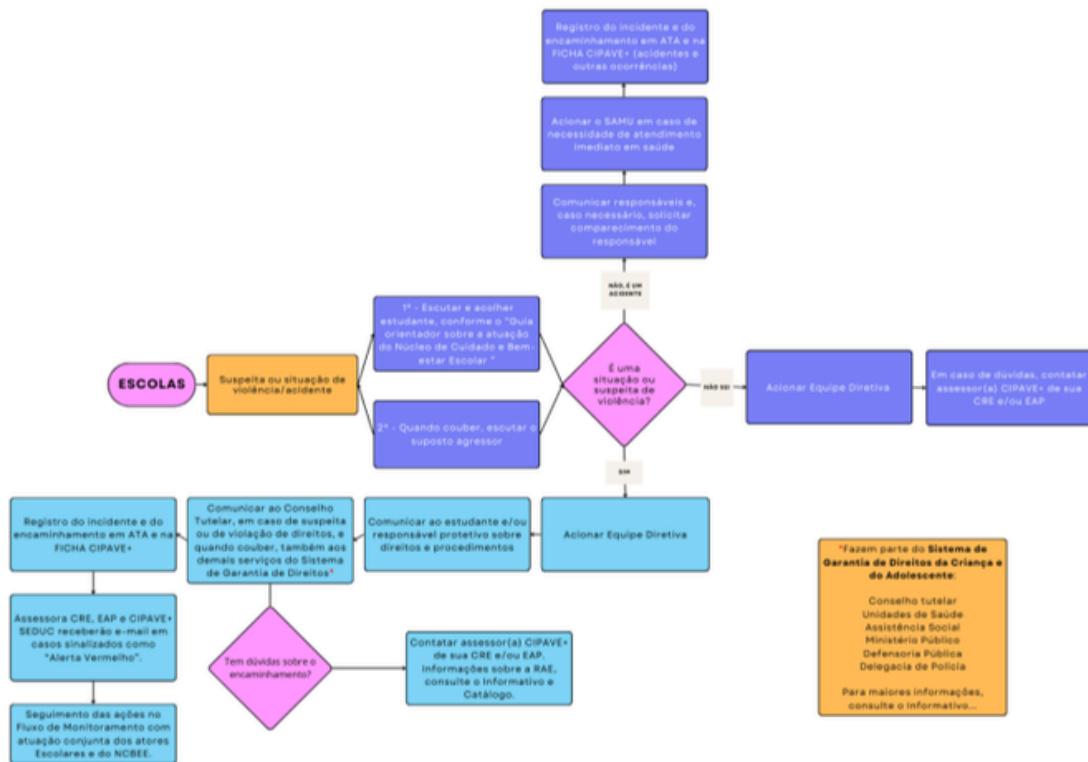 Registro do incidente e do
encaminhamento em ATA e na
FICHA CIPAVE+ (acidentes e
outras ocorrências)
Acionar o SAMU em caso de
necessidade de atendimento
imediato em saúde
Comunicar responsáveis e,
caso necessário, solicitar
comparecimento do
responsável
NÃO, É UM
ACIDENTE
ESCOLAS
Suspeita ou situação de
violência/acidente
1º - Escutar e acolher
estudante, conforme o "Guia
orientador sobre a atuação
do Núcleo de Cuidado e Bem-
estar Escolar "
2º - Quando couber, escutar o
suposto agressor
É uma
situação ou
suspeita de
violência?
NÃO SEI
Acionar Equipe Diretiva
Em caso de dúvidas, contatar
assessor(a) CIPAVE+ de sua
CRE e/ou EAP
SIM
Acionar Equipe Diretiva
Comunicar ao estudante e/ou
responsável protetivo sobre
direitos e procedimentos
Comunicar ao Conselho
Tutelar, em caso de suspeita
ou de violação de direitos, e
quando couber, também aos
demais serviços do Sistema
de Garantia de Direitos*
Registro do incidente e do
encaminhamento em ATA e na
FICHA CIPAVE+
Assessora CRE, EAP e CIPAVE+
SEDUC receberão e-mail em
casos sinalizados como
"Alerta Vermelho".
Seguimento das ações no
Fluxo de Monitoramento com
atuação conjunta dos atores
Escolares e do NCBEE.
Tem dúvidas sobre o
encaminhamento?
Contatar assessor(a) CIPAVE+
de sua CRE e/ou EAP.
Informações sobre a RAE,
consulte o Informativo e
Catálogo.
*Fazem parte do Sistema de
Garantia de Direitos da Criança e
do Adolescente:
Conselho tutelar
Unidades de Saúde
Assistência Social
Ministério Público
Defensoria Pública
Delegacia de Polícia
Para maiores informações,
consulte o Informativo...